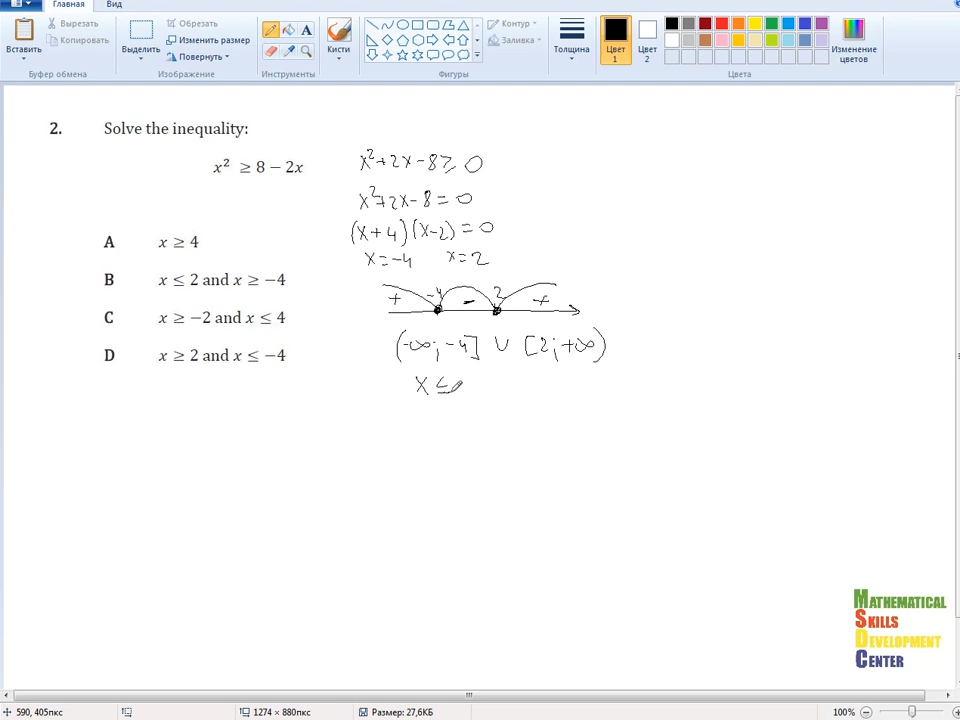 Главная Вид
Вставить
Вырезать
Копировать
Буфер обмена
Выделить
Обрезать
Изменить размер
Повернуть
Изображение
Инструменты
Кисти
Фигуры
Контур
Заливка
Толщина
Цвет 1
Цвет 2
Изменение цветов
Цвета
2. Solve the inequality:
x² ≥ 8 − 2x
A x ≥ 4
B x ≤ 2 and x ≥ −4
C x ≥ −2 and x ≤ 4
D x ≥ 2 and x ≤ −4
x²+2x-8≥0
x²+2x-8=0
(x+4)(x-2)=0
x=-4 x=2
+ -4 - 2 +
(-∞;-4] ∪ [2;+∞)
x ≤
MATHEMATICAL
SKILLS
DEVELOPMENT
CENTER
590, 405пкс
1274 × 880пкс
Размер: 27,6КБ
100%